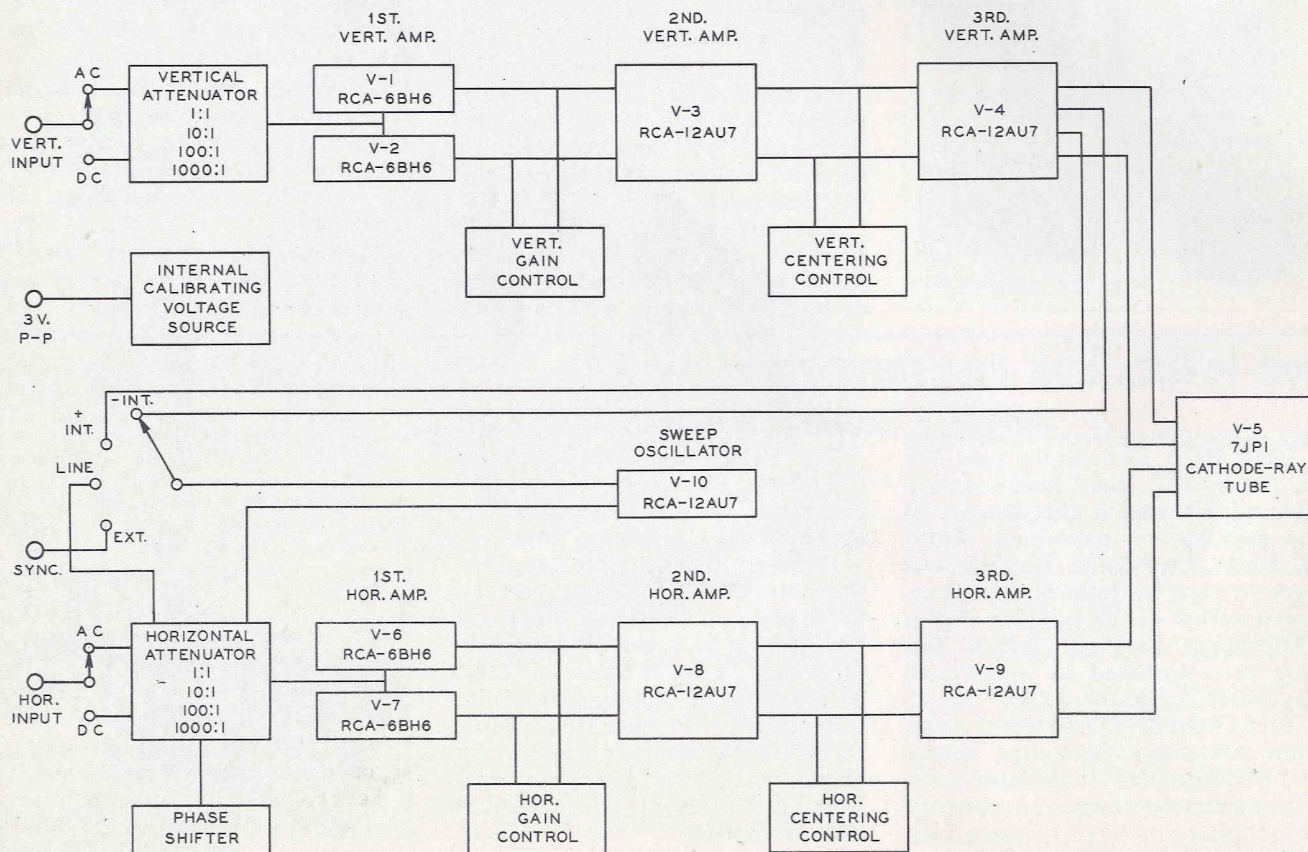 1ST.
VERT. AMP.
2ND.
VERT. AMP.
3RD.
VERT. AMP.
AC
VERT.
INPUT
DC
VERTICAL
ATTENUATOR
1:1
10:1
100:1
1000:1
V-1
RCA-6BH6
V-2
RCA-6BH6
V-3
RCA-12AU7
V-4
RCA-12AU7
VERT.
GAIN
CONTROL
VERT.
CENTERING
CONTROL
3 V.
P-P
INTERNAL
CALIBRATING
VOLTAGE
SOURCE
-INT.
+
INT.
LINE
EXT.
SYNC.
SWEEP
OSCILLATOR
V-10
RCA-12AU7
V-5
7JP1
CATHODE-RAY
TUBE
1ST.
HOR. AMP.
2ND.
HOR. AMP.
3RD.
HOR. AMP.
AC
HOR.
INPUT
DC
HORIZONTAL
ATTENUATOR
1:1
10:1
100:1
1000:1
V-6
RCA-6BH6
V-7
RCA-6BH6
V-8
RCA-12AU7
V-9
RCA-12AU7
PHASE
SHIFTER
HOR.
GAIN
CONTROL
HOR.
CENTERING
CONTROL